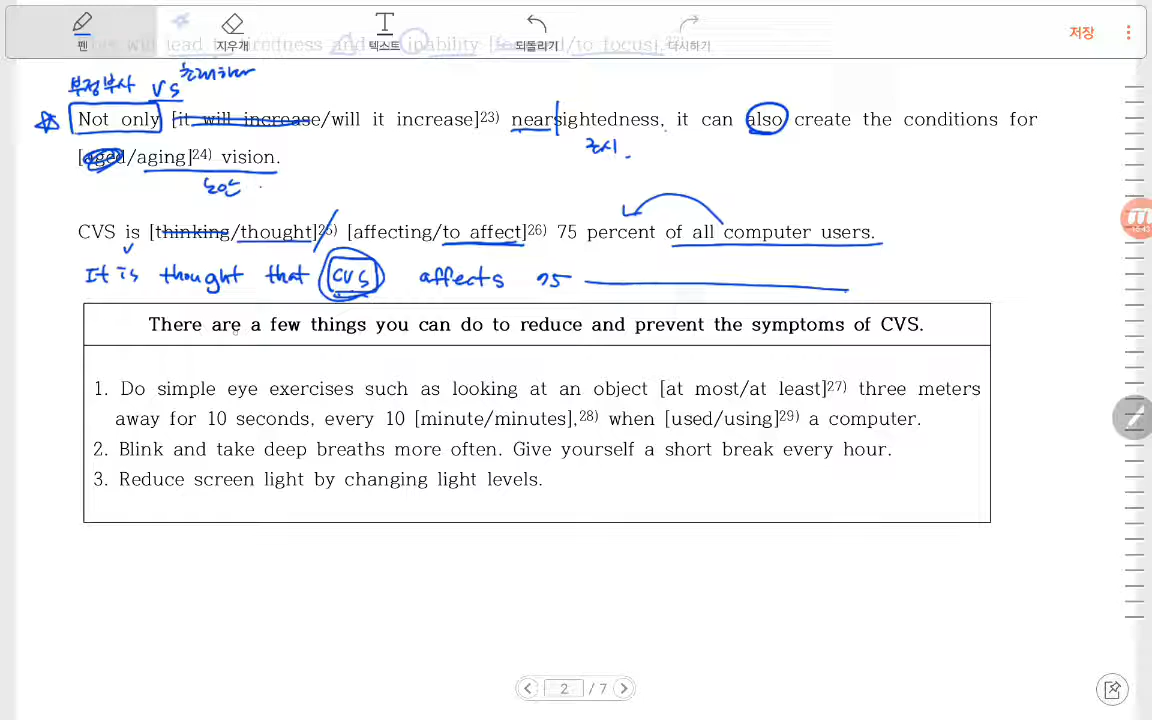 펜 지우개 텍스트 되돌리기 다시하기 저장
부정부사 VS
Not only [it will increase/will it increase]23) nearsightedness, it can also create the conditions for
근시
[aged/aging]24) vision.
노안
CVS is [thinking/thought]25) [affecting/to affect]26) 75 percent of all computer users.
It is thought that CVS affects 75
There are a few things you can do to reduce and prevent the symptoms of CVS.
1. Do simple eye exercises such as looking at an object [at most/at least]27) three meters
away for 10 seconds, every 10 [minute/minutes],28) when [used/using]29) a computer.
2. Blink and take deep breaths more often. Give yourself a short break every hour.
3. Reduce screen light by changing light levels.
2 / 7